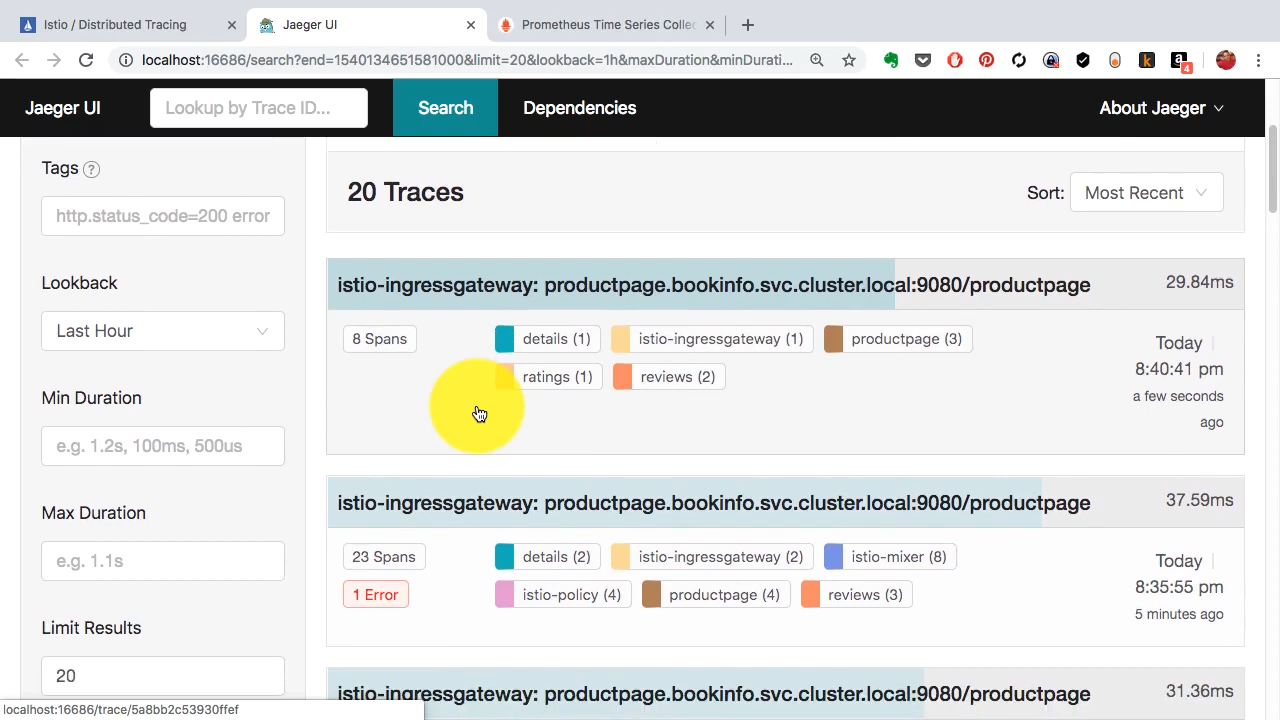 Istio / Distributed Tracing
Jaeger UI
Prometheus Time Series Collec
localhost:16686/search?end=1540134651581000&limit=20&lookback=1h&maxDuration&minDurati...
4
Jaeger UI
Lookup by Trace ID...
Search
Dependencies
About Jaeger
Tags ?
http.status_code=200 error
Lookback
Last Hour
Min Duration
e.g. 1.2s, 100ms, 500us
Max Duration
e.g. 1.1s
Limit Results
20
20 Traces
Sort: Most Recent
istio-ingressgateway: productpage.bookinfo.svc.cluster.local:9080/productpage 29.84ms
8 Spans details (1) istio-ingressgateway (1) productpage (3)
ratings (1) reviews (2)
Today
8:40:41 pm
a few seconds
ago
istio-ingressgateway: productpage.bookinfo.svc.cluster.local:9080/productpage 37.59ms
23 Spans details (2) istio-ingressgateway (2) istio-mixer (8)
1 Error istio-policy (4) productpage (4) reviews (3)
Today
8:35:55 pm
5 minutes ago
istio-ingressgateway: productpage.bookinfo.svc.cluster.local:9080/productpage 31.36ms
localhost:16686/trace/5a8bb2c53930ffef